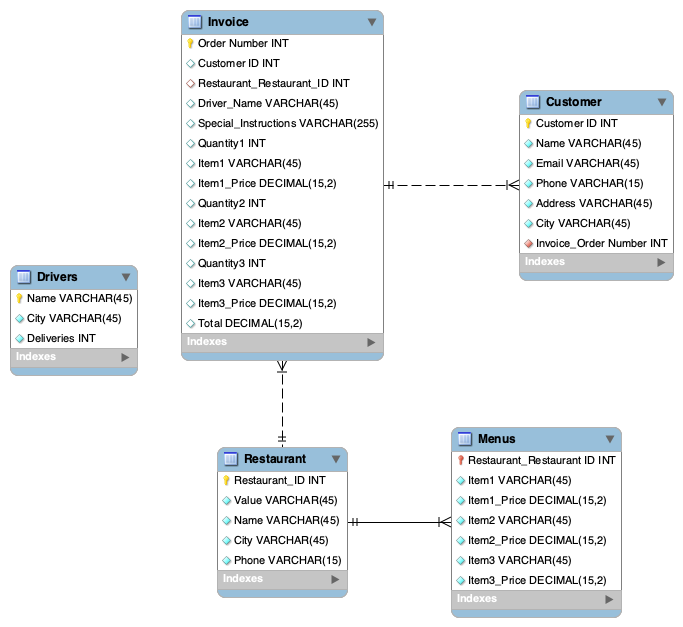 Invoice
Order Number INT
Customer ID INT
Restaurant_Restaurant_ID INT
Driver_Name VARCHAR(45)
Special_Instructions VARCHAR(255)
Quantity1 INT
Item1 VARCHAR(45)
Item1_Price DECIMAL(15,2)
Quantity2 INT
Item2 VARCHAR(45)
Item2_Price DECIMAL(15,2)
Quantity3 INT
Item3 VARCHAR(45)
Item3_Price DECIMAL(15,2)
Total DECIMAL(15,2)
Indexes
Customer
Customer ID INT
Name VARCHAR(45)
Email VARCHAR(45)
Phone VARCHAR(15)
Address VARCHAR(45)
City VARCHAR(45)
Invoice_Order Number INT
Indexes
Drivers
Name VARCHAR(45)
City VARCHAR(45)
Deliveries INT
Indexes
Restaurant
Restaurant_ID INT
Value VARCHAR(45)
Name VARCHAR(45)
City VARCHAR(45)
Phone VARCHAR(15)
Indexes
Menus
Restaurant_Restaurant ID INT
Item1 VARCHAR(45)
Item1_Price DECIMAL(15,2)
Item2 VARCHAR(45)
Item2_Price DECIMAL(15,2)
Item3 VARCHAR(45)
Item3_Price DECIMAL(15,2)
Indexes